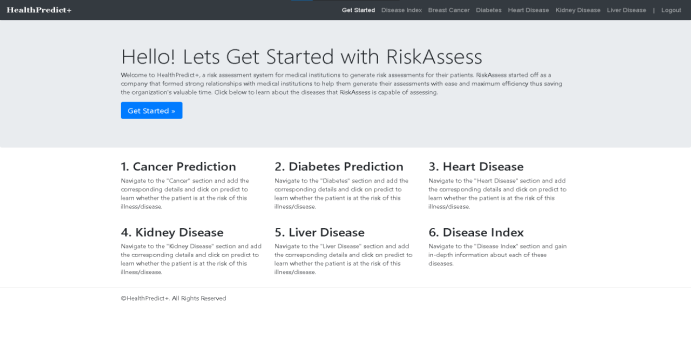 HealthPredict+
Get Started Disease Index Breast Cancer Diabetes Heart Disease Kidney Disease Liver Disease | Logout
Hello! Lets Get Started with RiskAssess
Welcome to HealthPredict+, a risk assessment system for medical institutions to generate risk assessments for their patients. RiskAssess started off as a
company that formed strong relationships with medical institutions to help them generate their assessments with ease and maximum efficiency thus saving
the organization's valuable time. Click below to learn about the diseases that RiskAssess is capable of assessing.
Get Started »
1. Cancer Prediction
Navigate to the "Cancer" section and add the
corresponding details and click on predict to
learn whether the patient is at the risk of this
illness/disease.
2. Diabetes Prediction
Navigate to the "Diabetes" section and add the
corresponding details and click on predict to
learn whether the patient is at the risk of this
illness/disease.
3. Heart Disease
Navigate to the "Heart Disease" section and add
the corresponding details and click on predict to
learn whether the patient is at the risk of this
illness/disease.
4. Kidney Disease
Navigate to the "Kidney Disease" section and add
the corresponding details and click on predict to
learn whether the patient is at the risk of this
illness/disease.
5. Liver Disease
Navigate to the "Liver Disease" section and add
the corresponding details and click on predict to
learn whether the patient is at the risk of this
illness/disease.
6. Disease Index
Navigate to the "Disease Index" section and gain
in-depth information about each of these
diseases.
©HealthPredict+. All Rights Reserved